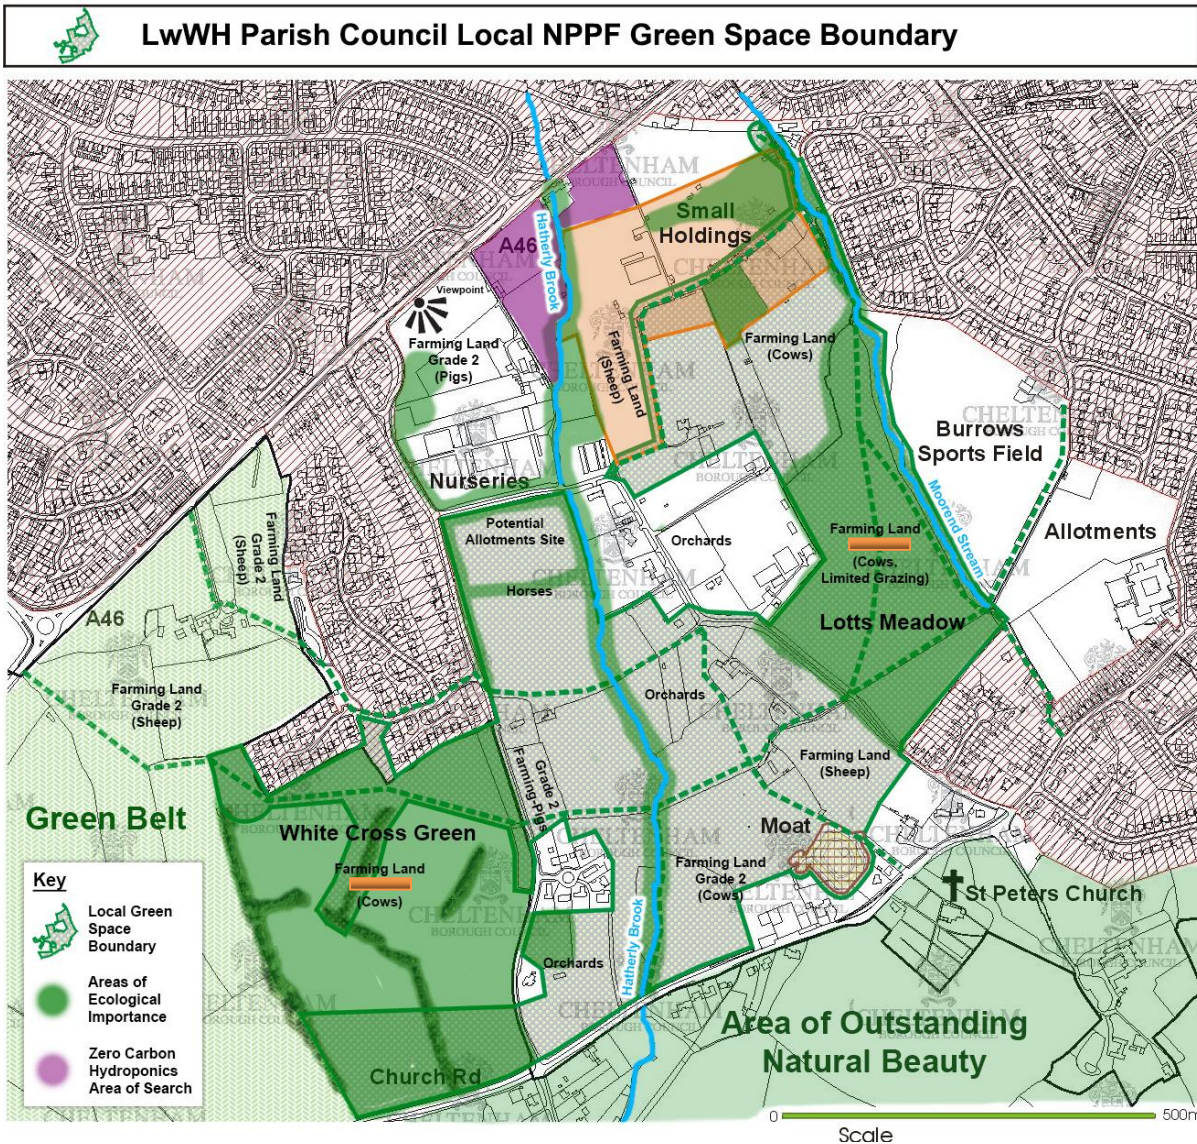 LwWH Parish Council Local NPPF Green Space Boundary
CHELTENHAM
BOROUGH COUNCIL
Small
Holdings
A46
Hatherly Brook
Viewpoint
Farming Land
Grade 2
(Pigs)
Farming Land
(Sheep)
Farming Land
(Cows)
Burrows
Sports Field
Nurseries
Potential
Allotments Site
Orchards
Farming Land
(Cows,
Limited Grazing)
Moorend Stream
Allotments
Farming Land
Grade 2
(Sheep)
Horses
Lotts Meadow
A46
Farming Land
Grade 2
(Sheep)
Orchards
Farming Land
(Sheep)
Grade 2
Farming-Pigs
Green Belt
White Cross Green
Moat
Farming Land
(Cows)
Farming Land
Grade 2
(Cows)
St Peters Church
Hatherly Brook
Orchards
Key
Local Green
Space
Boundary
Areas of
Ecological
Importance
Zero Carbon
Hydroponics
Area of Search
Area of Outstanding
Natural Beauty
Church Rd
0
500m
Scale